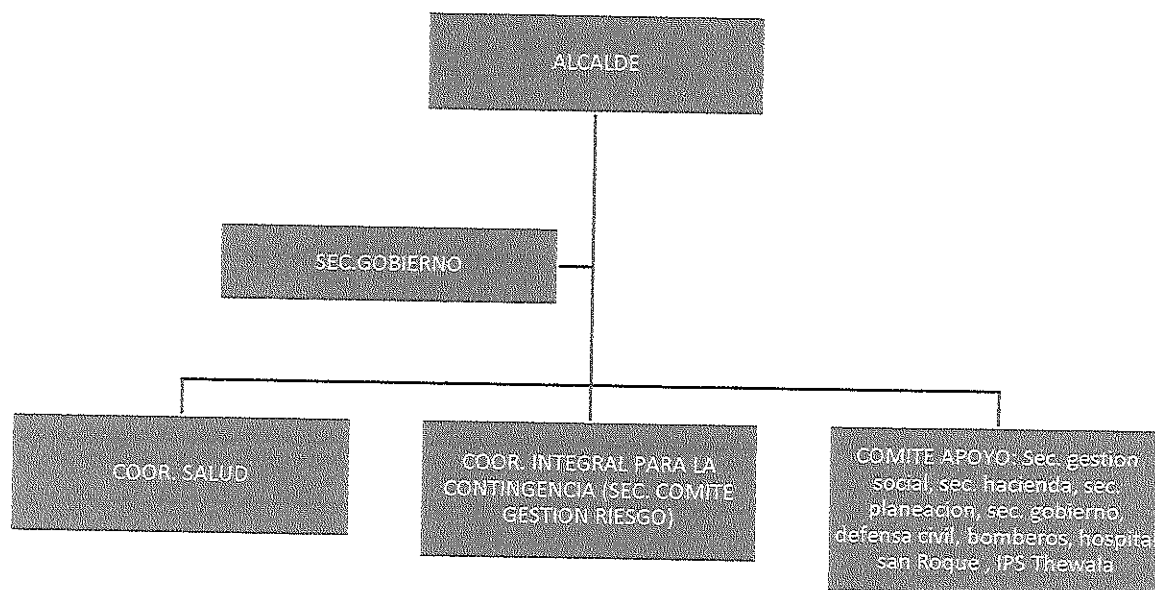 ALCALDE
SEC.GOBIERNO
COOR. SALUD
COOR. INTEGRAL PARA LA
CONTINGENCIA (SEC. COMITE
GESTION RIESGO)
COMITE APOYO: Sec. gestion
social, sec. hacienda, sec.
planeacion, sec. gobierno
defensa civil, bomberos, hospital
san Roque , IPS Thewala